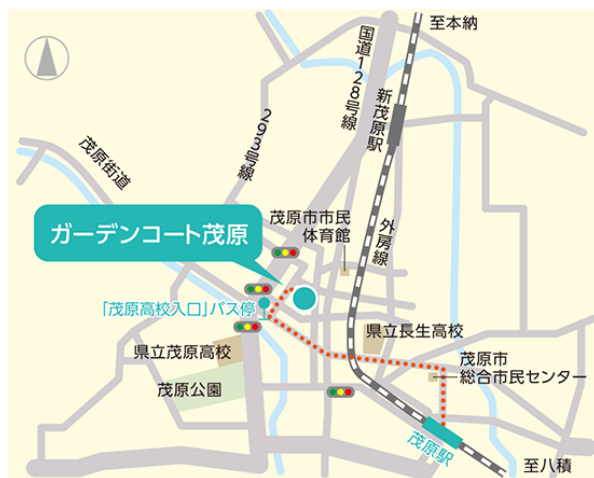 至本納
国道128号線
新茂原駅
293号線
茂原街道
ガーデンコート茂原
茂原市市民
体育館
外房線
「茂原高校入口」バス停
県立長生高校
県立茂原高校
茂原市
総合市民センター
茂原公園
茂原駅
至八積